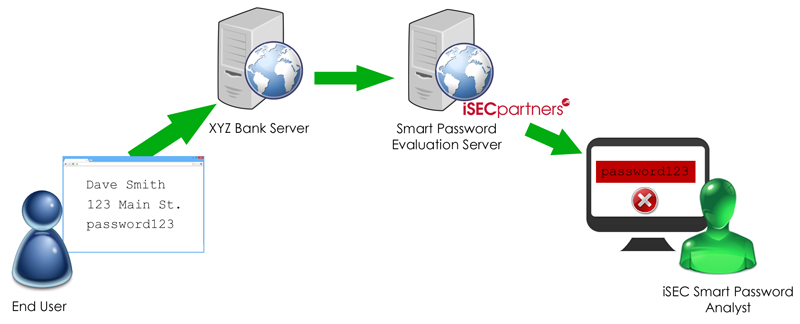 XYZ Bank Server
iSECpartners
Smart Password
Evaluation Server
Dave Smith
123 Main St.
password123
password123
End User
iSEC Smart Password
Analyst